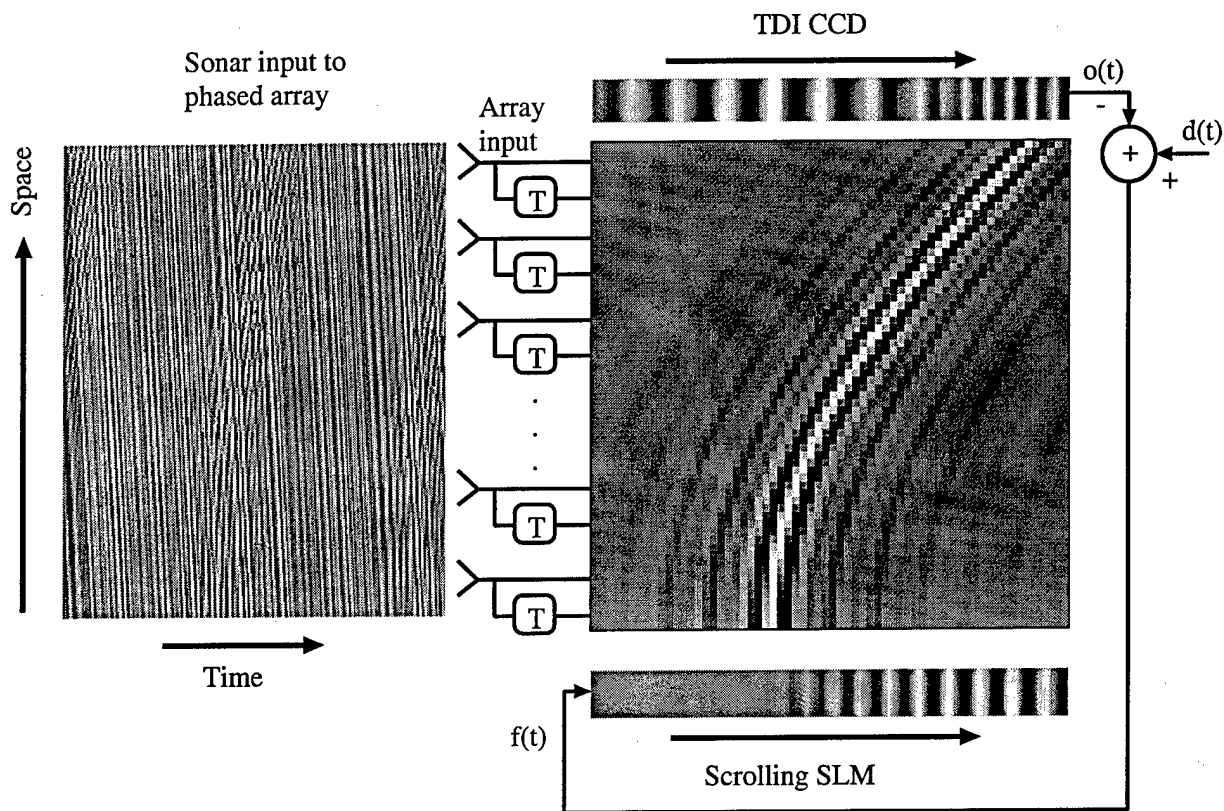 TDI CCD
Sonar input to
phased array
Array
input
o(t)
-
d(t)
+
+
Space
T
T
T
T
T
Time
f(t)
Scrolling SLM